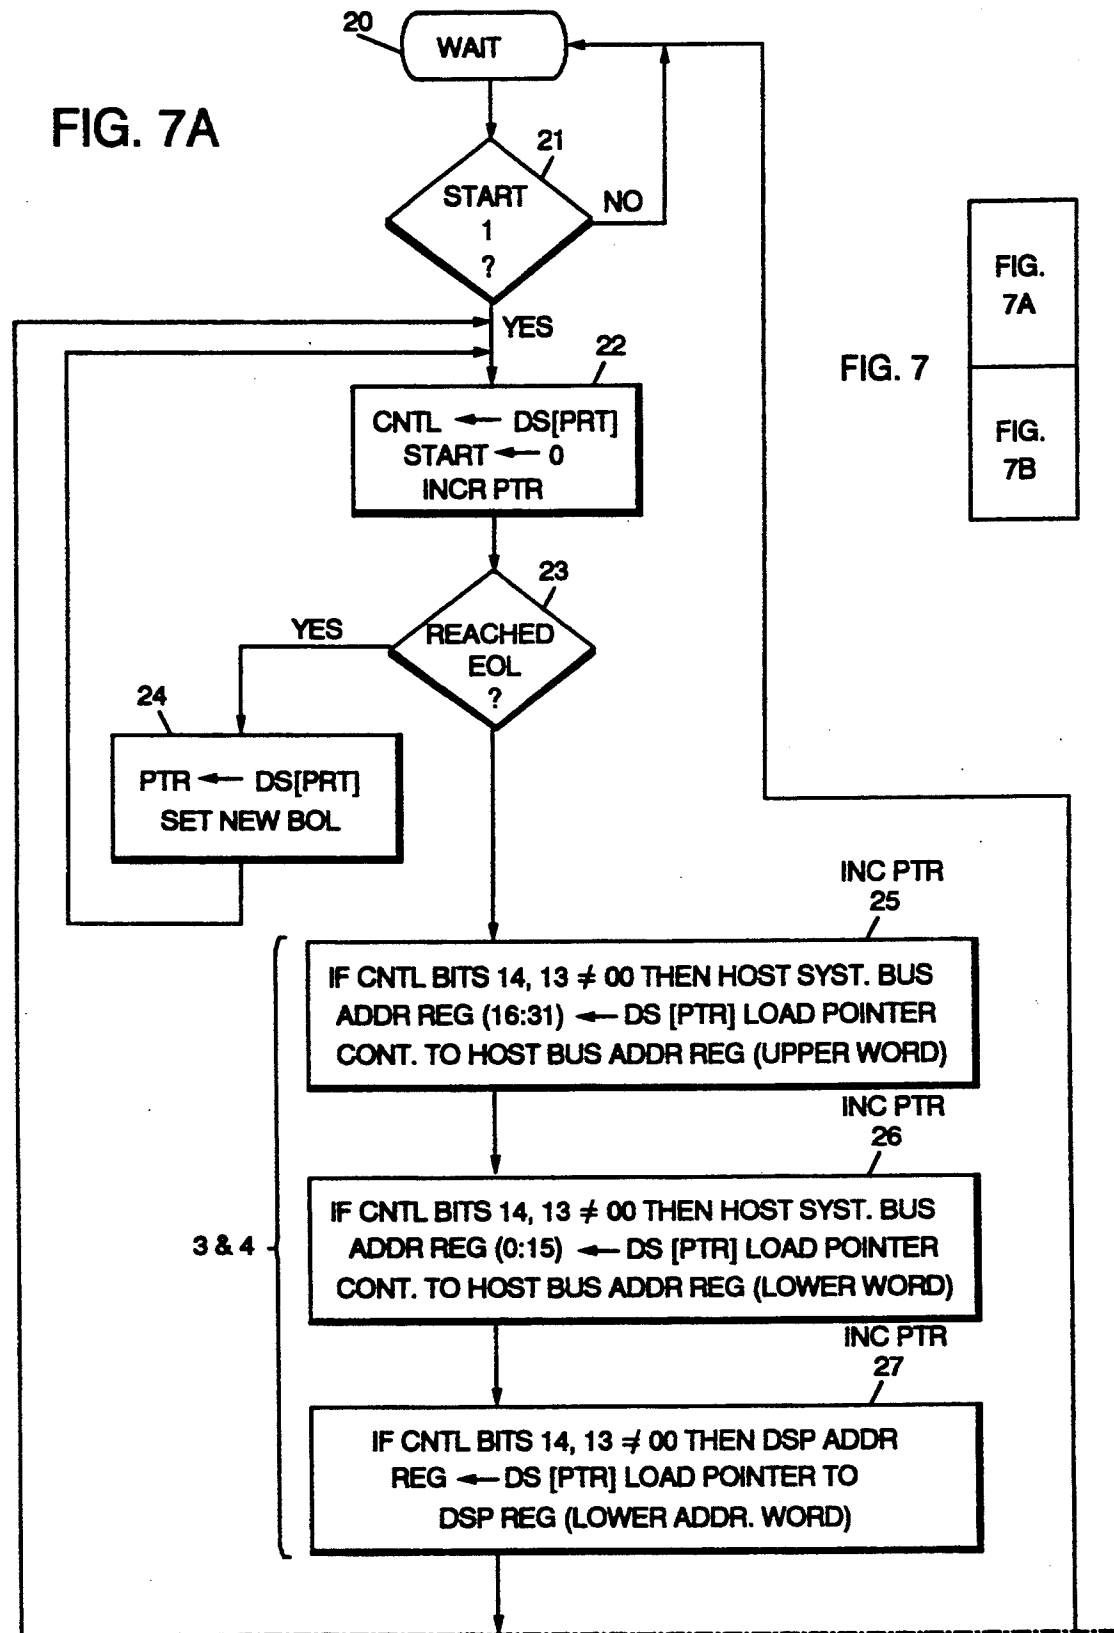 20
WAIT
FIG. 7A
21
START
1
?
NO
YES
FIG. 7
FIG.
7A
FIG.
7B
22
CNTL ← DS[PRT]
START ← 0
INCR PTR
23
REACHED
EOL
?
YES
24
PTR ← DS[PRT]
SET NEW BOL
INC PTR
25
IF CNTL BITS 14, 13 ≠ 00 THEN HOST SYST. BUS
ADDR REG (16:31) ← DS [PTR] LOAD POINTER
CONT. TO HOST BUS ADDR REG (UPPER WORD)
INC PTR
26
3 & 4
IF CNTL BITS 14, 13 ≠ 00 THEN HOST SYST. BUS
ADDR REG (0:15) ← DS [PTR] LOAD POINTER
CONT. TO HOST BUS ADDR REG (LOWER WORD)
INC PTR
27
IF CNTL BITS 14, 13 ≠ 00 THEN DSP ADDR
REG ← DS [PTR] LOAD POINTER TO
DSP REG (LOWER ADDR. WORD)